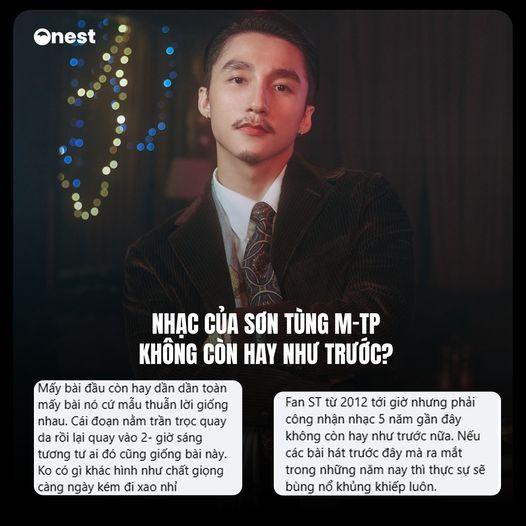 Onest
NHẠC CỦA SƠN TÙNG M-TP
KHÔNG CÒN HAY NHƯ TRƯỚC?
Mấy bài đầu còn hay dần dần toàn
mấy bài nó cứ mâu thuẫn lời giống
nhau. Cái đoạn nằm trần trọc quay
da rồi lại quay vào 2- giờ sáng
tương tư ai đó cũng giống bài này.
Ko có gì khác hình như chất giọng
càng ngày kém đi xao nhỉ
Fan ST từ 2012 tới giờ nhưng phải
công nhận nhạc 5 năm gần đây
không còn hay như trước nữa. Nếu
các bài hát trước đây mà ra mắt
trong những năm nay thì thực sự sẽ
bùng nổ khủng khiếp luôn.